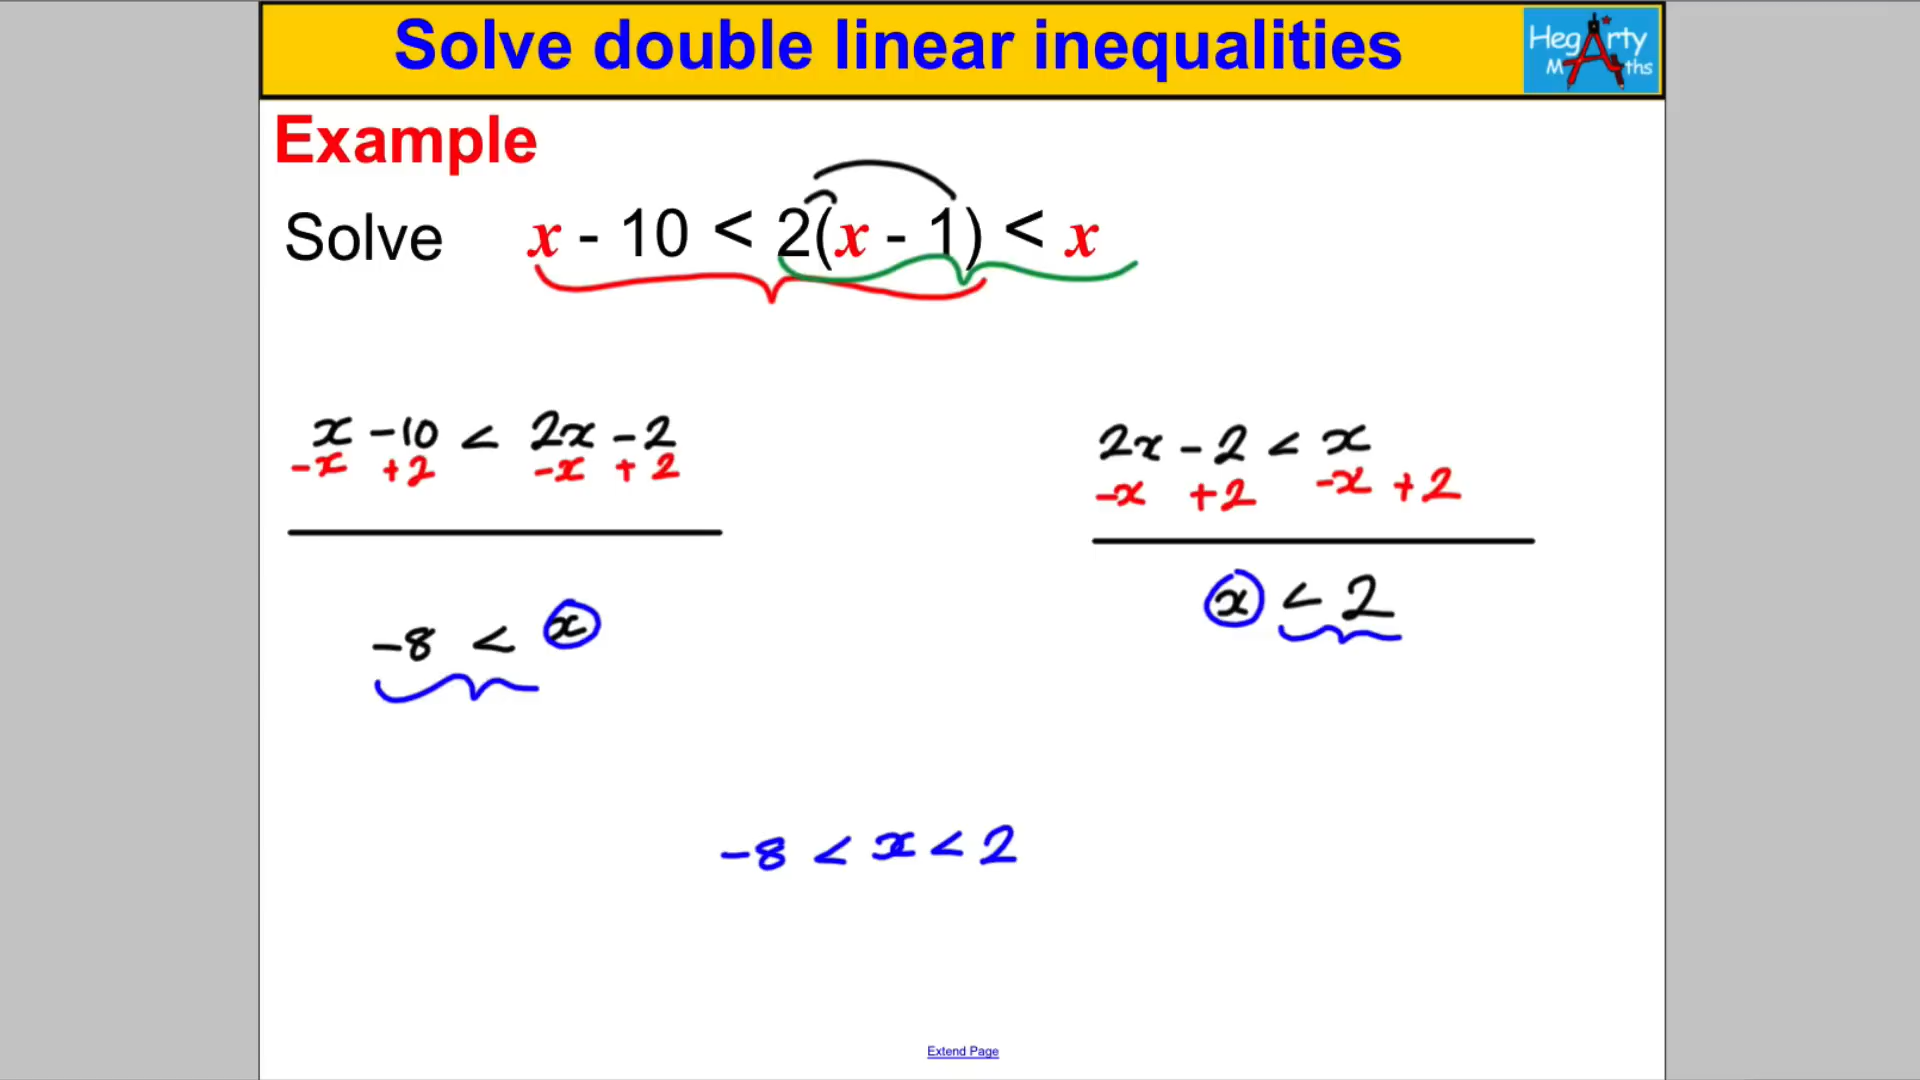 Solve double linear inequalities
Hegarty
Maths
Example
Solve x - 10 < 2(x - 1) < x
x - 10 < 2x - 2
-x +2 -x + 2
2x - 2 < x
-x +2 -x +2
-8 < x
x < 2
-8 < x < 2
Extend Page